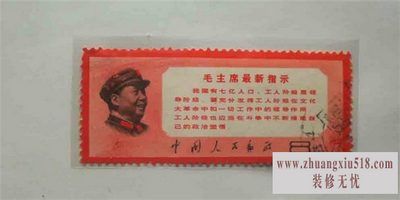 毛主席最新指示
我国有七亿人口，工人阶级是领
导阶级。要充分发挥工人阶级在文化
大革命中和一切工作中的领导作用。
工人阶级也应当在斗争中不断提高自
己的政治觉悟
中国人民邮政
8
www.zhuangxiu518.com
装修无忧